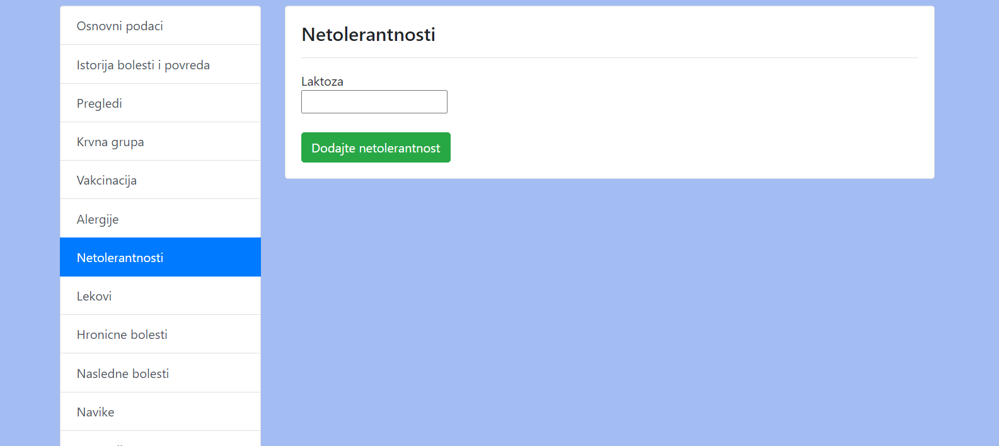 Osnovni podaci
Istorija bolesti i povreda
Pregledi
Krvna grupa
Vakcinacija
Alergije
Netolerantnosti
Lekovi
Hronicne bolesti
Nasledne bolesti
Navike
Netolerantnosti
Laktoza
Dodajte netolerantnost